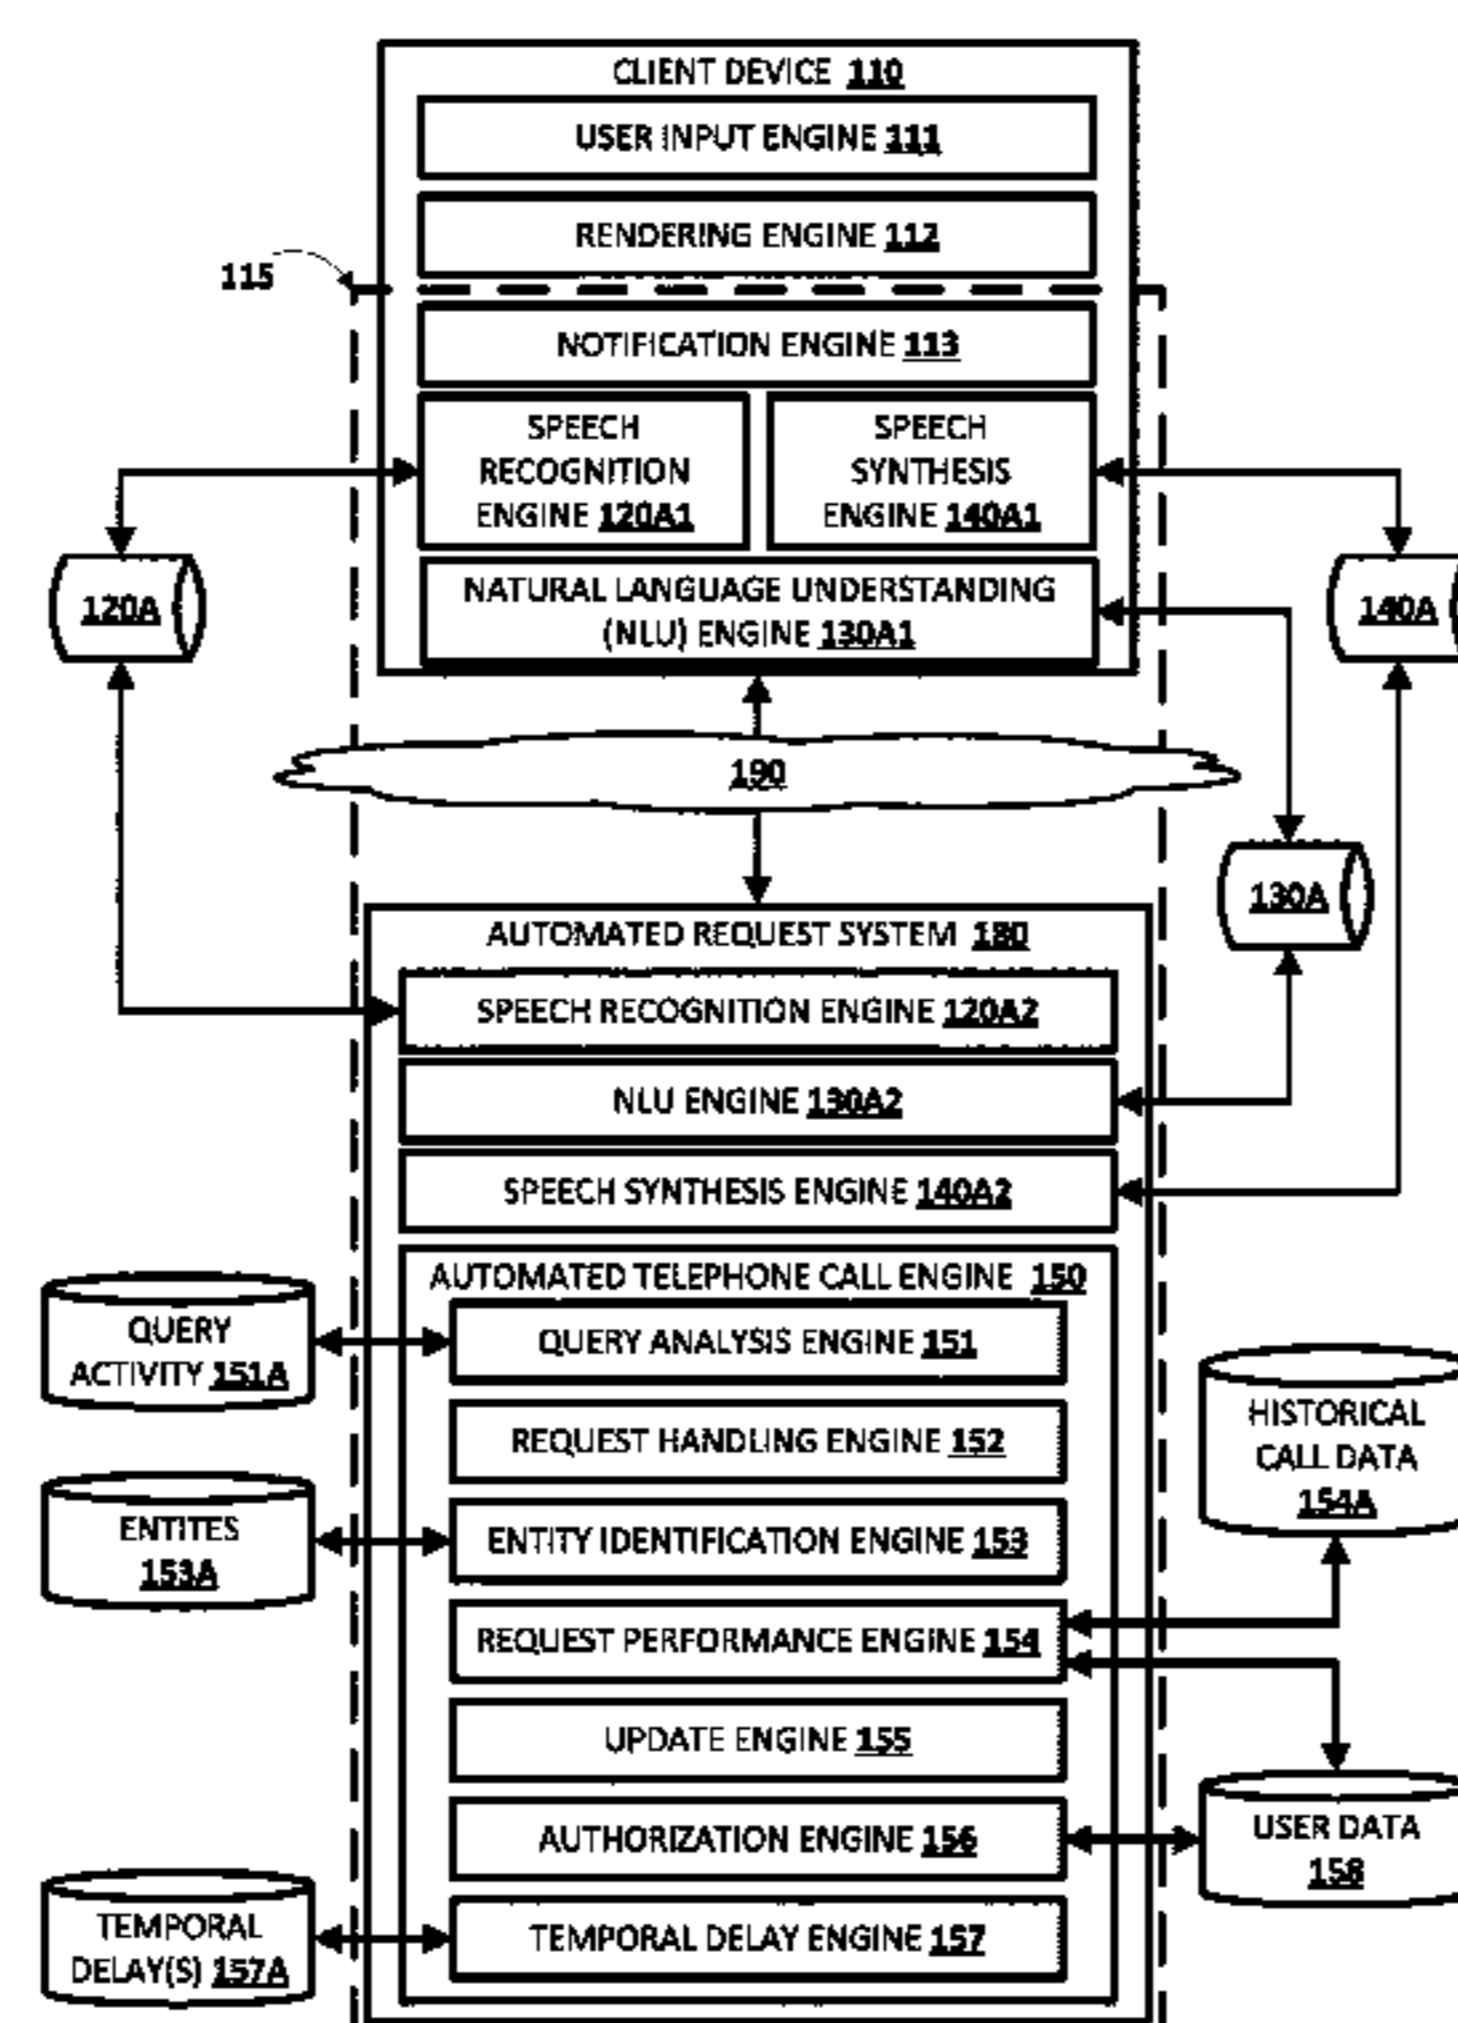 CLIENT DEVICE 110
USER INPUT ENGINE 111
RENDERING ENGINE 112
115
NOTIFICATION ENGINE 113
SPEECH
RECOGNITION
ENGINE 120A1
SPEECH
SYNTHESIS
ENGINE 140A1
120A
140A
NATURAL LANGUAGE UNDERSTANDING
(NLU) ENGINE 130A1
190
130A
AUTOMATED REQUEST SYSTEM 180
SPEECH RECOGNITION ENGINE 120A2
NLU ENGINE 130A2
SPEECH SYNTHESIS ENGINE 140A2
AUTOMATED TELEPHONE CALL ENGINE 150
QUERY
ACTIVITY 151A
QUERY ANALYSIS ENGINE 151
REQUEST HANDLING ENGINE 152
HISTORICAL
CALL DATA
154A
ENTITES
153A
ENTITY IDENTIFICATION ENGINE 153
REQUEST PERFORMANCE ENGINE 154
UPDATE ENGINE 155
AUTHORIZATION ENGINE 156
USER DATA
158
TEMPORAL
DELAY(S) 157A
TEMPORAL DELAY ENGINE 157